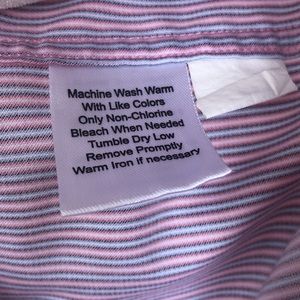 Machine Wash Warm
With Like Colors
Only Non-Chlorine
Bleach When Needed
Tumble Dry Low
Remove Promptly
Warm Iron if necessary